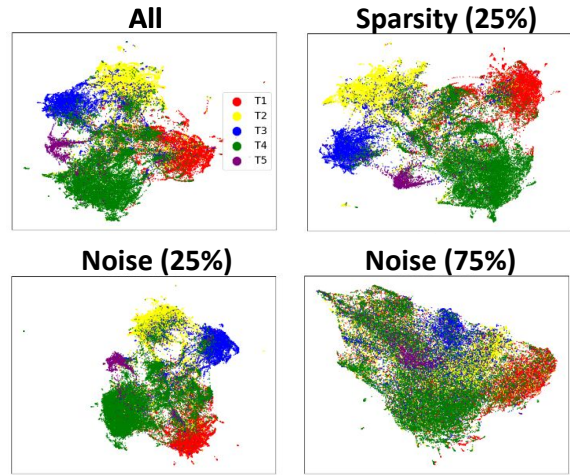 All
Sparsity (25%)
T1
T2
T3
T4
T5
Noise (25%)
Noise (75%)